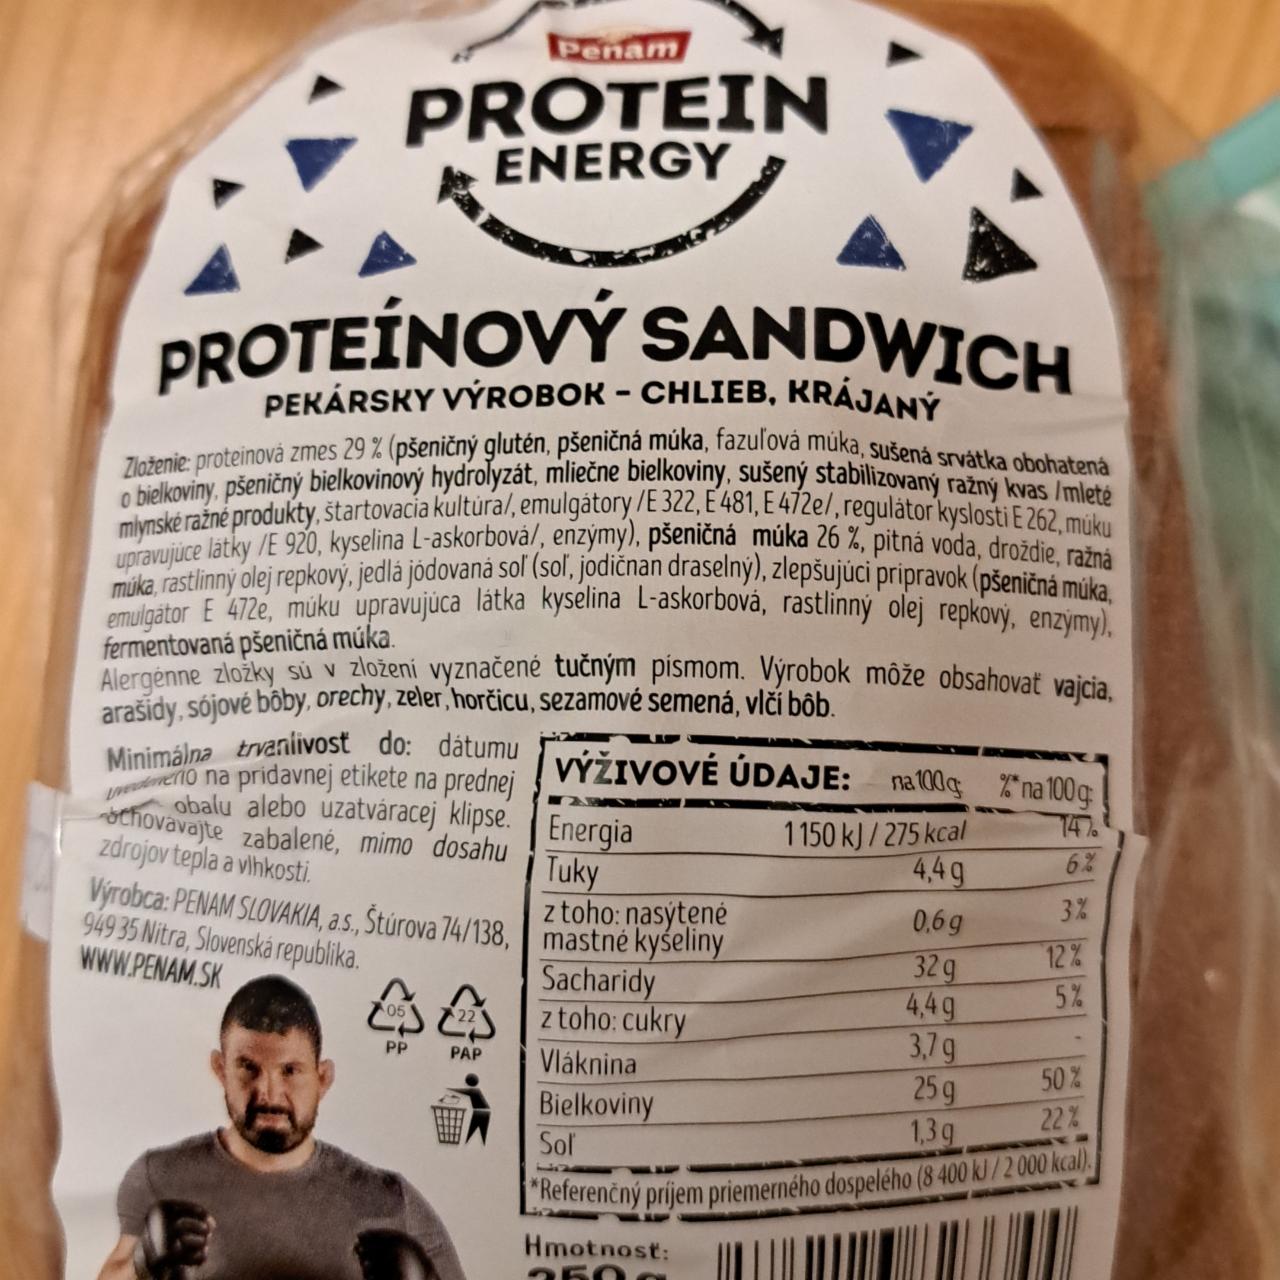 Penam
PROTEIN
ENERGY
PROTEÍNOVÝ SANDWICH
PEKÁRSKY VÝROBOK – CHLIEB, KRÁJANÝ
Zloženie: proteínová zmes 29 % (pšeničný glutén, pšeničná múka, fazuľová múka, sušená srvátka obohatená
o bielkoviny, pšeničný bielkovinový hydrolyzát, mliečne bielkoviny, sušený stabilizovaný ražný kvas /mleté
mlynské ražné produkty, štartovacia kultúra/, emulgátory /E 322, E 481, E 472e/, regulátor kyslosti E 262, múku
upravujúce látky /E 920, kyselina L-askorbová/, enzýmy), pšeničná múka 26 %, pitná voda, droždie, ražná
múka, rastlinný olej repkový, jedlá jódovaná soľ (soľ, jodičnan draselný), zlepšujúci prípravok (pšeničná múka,
emulgátor E 472e, múku upravujúca látka kyselina L-askorbová, rastlinný olej repkový, enzýmy),
fermentovaná pšeničná múka.
Alergénne zložky sú v zložení vyznačené tučným písmom. Výrobok môže obsahovať vajcia,
arašidy, sójové bôby, orechy, zeler, horčicu, sezamové semená, vlčí bôb.
Minimálna trvanlivosť do: dátumu
na prídavnej etikete na prednej
obalu alebo uzatváracej klipse.
zabalené, mimo dosahu
zdrojov tepla a vlhkosti.
Výrobca: PENAM SLOVAKIA, a.s., Štúrova 74/138,
949 35 Nitra, Slovenská republika.
WWW.PENAM.SK
05
PP
22
PAP
VÝŽIVOVÉ ÚDAJE: na 100 g: %* na 100 g:
Energia 1 150 kJ / 275 kcal 14%
Tuky 4,4 g 6 %
z toho: nasýtené
mastné kyseliny 0,6 g 3 %
Sacharidy 32 g 12 %
z toho: cukry 4,4 g 5 %
Vláknina 3,7 g -
Bielkoviny 25 g 50 %
Soľ 1,3 g 22 %
*Referenčný príjem priemerného dospelého (8 400 kJ / 2 000 kcal).
Hmotnosť: